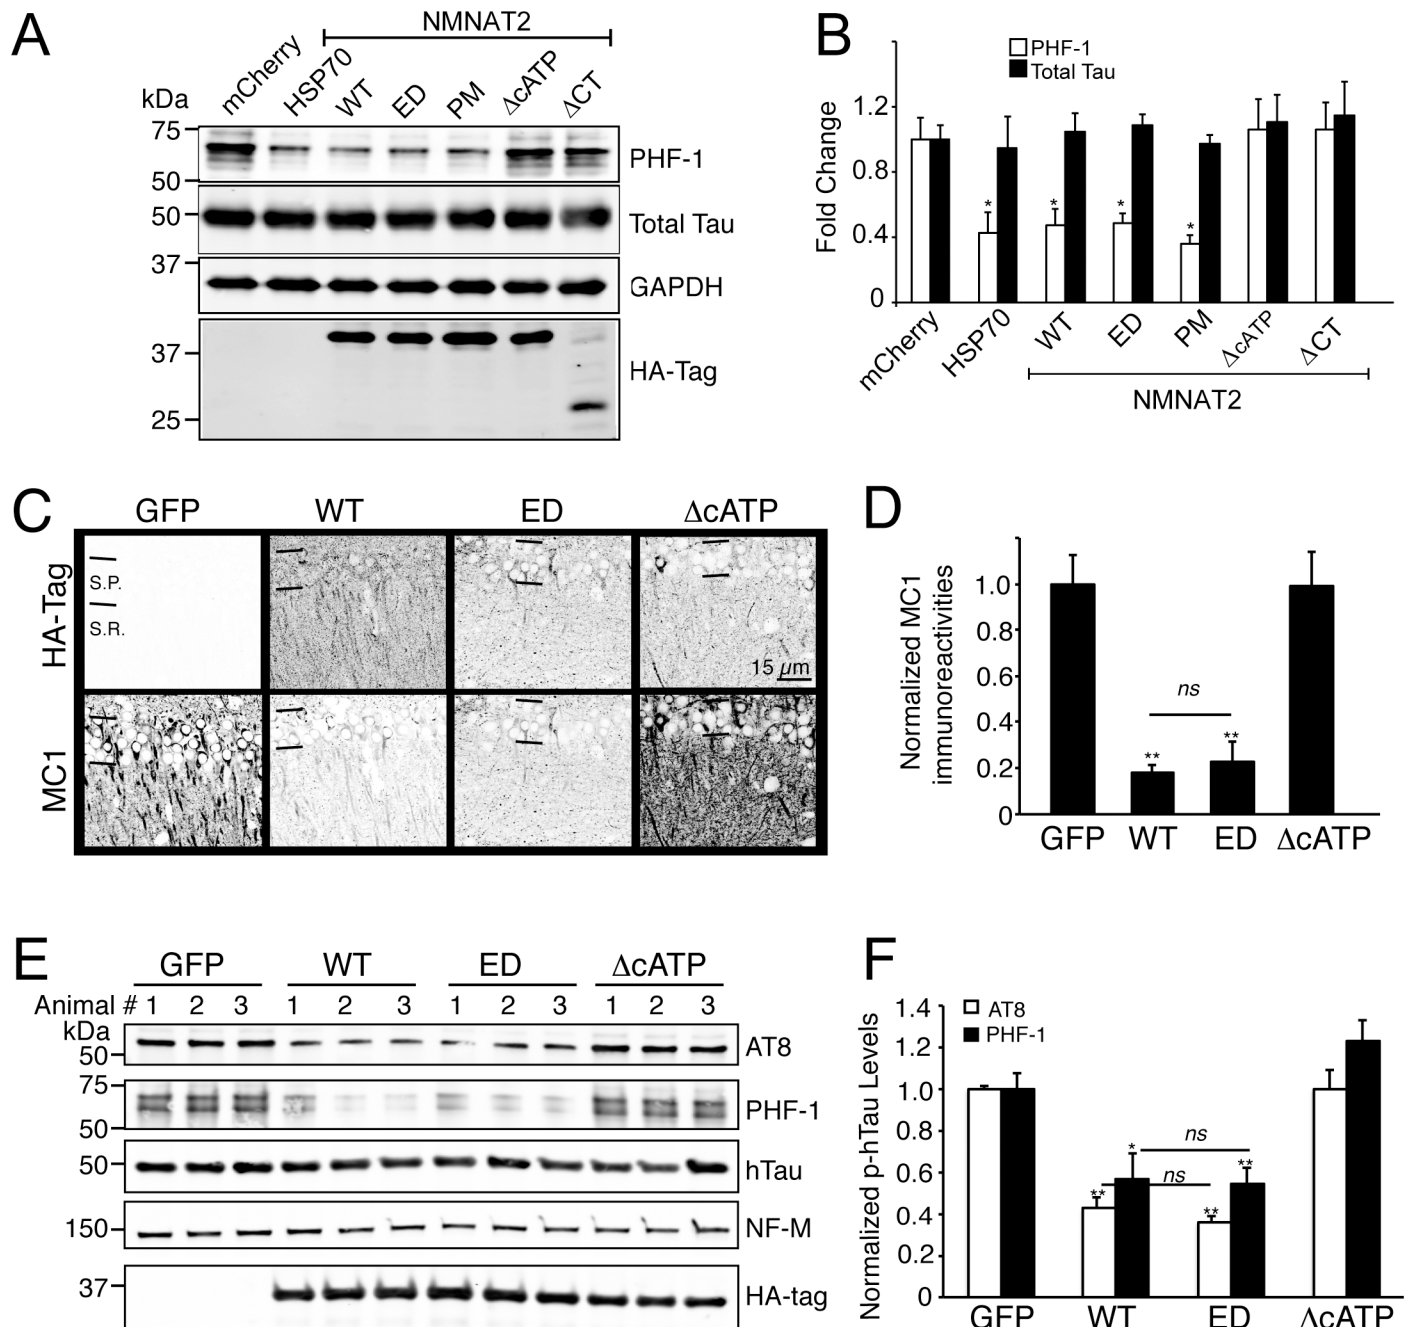 A
NMNAT2
kDa
mCherry
HSP70
WT
ED
PM
ΔcATP
ΔCT
75
50
PHF-1
50
Total Tau
37
GAPDH
37
25
HA-Tag
B
PHF-1
Total Tau
Fold Change
1.2
0.8
0.4
0
*
*
*
*
mCherry
HSP70
WT
ED
PM
ΔcATP
ΔCT
NMNAT2
C
GFP
WT
ED
ΔcATP
HA-Tag
S.P.
S.R.
15 µm
MC1
D
Normalized MC1
immunoreactivities
1.0
0.8
0.6
0.4
0.2
0
ns
**
**
GFP
WT
ED
ΔcATP
E
GFP
WT
ED
ΔcATP
Animal # 1 2 3 1 2 3 1 2 3 1 2 3
kDa
50
AT8
75
50
PHF-1
50
hTau
150
NF-M
37
HA-tag
F
AT8
PHF-1
Normalized p-hTau Levels
1.4
1.2
1.0
0.8
0.6
0.4
0.2
0
ns
*
**
ns
**
**
GFP
WT
ED
ΔcATP